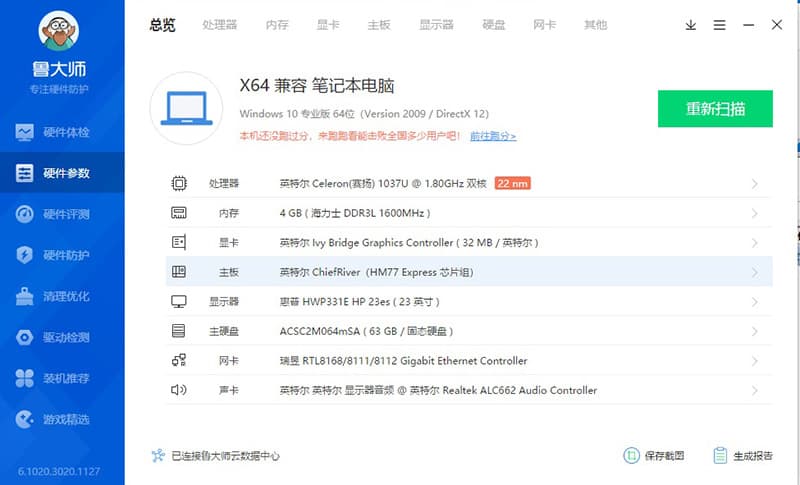 总览 处理器 内存 显卡 主板 显示器 硬盘 网卡 其他
鲁大师
专注硬件防护
硬件体检
硬件参数
硬件评测
硬件防护
清理优化
驱动检测
装机推荐
游戏精选
6.1020.3020.1127
X64 兼容 笔记本电脑
Windows 10 专业版 64位（Version 2009 / DirectX 12）
本机还没跑过分，来跑跑看能击败全国多少用户吧！ 前往跑分>
重新扫描
处理器 英特尔 Celeron(赛扬) 1037U @ 1.80GHz 双核 22 nm
内存 4 GB ( 海力士 DDR3L 1600MHz )
显卡 英特尔 Ivy Bridge Graphics Controller ( 32 MB / 英特尔 )
主板 英特尔 ChiefRiver（HM77 Express 芯片组）
显示器 惠普 HWP331E HP 23es ( 23 英寸 )
主硬盘 ACSC2M064mSA ( 63 GB / 固态硬盘 )
网卡 瑞昱 RTL8168/8111/8112 Gigabit Ethernet Controller
声卡 英特尔 英特尔 显示器音频 @ 英特尔 Realtek ALC662 Audio Controller
已连接鲁大师云数据中心
保存截图 生成报告